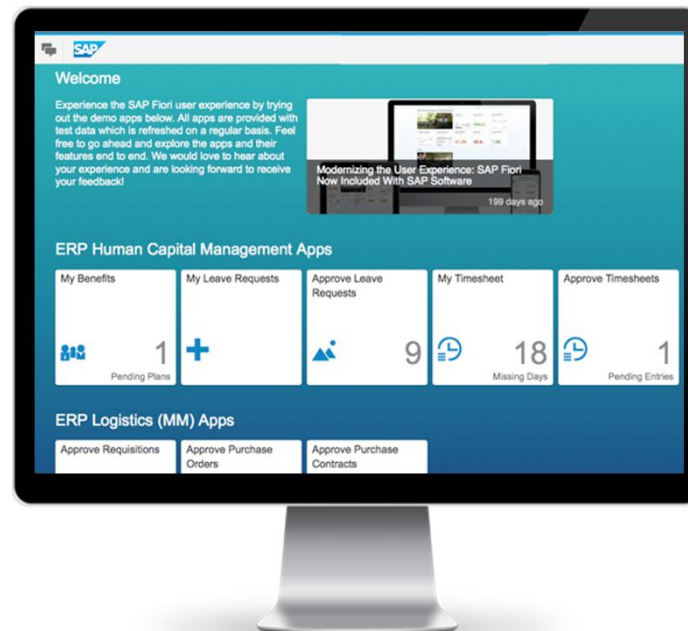 SAP
Welcome
Experience the SAP Fiori user experience by trying
out the demo apps below. All apps are provided with
test data which is refreshed on a regular basis. Feel
free to go ahead and explore the apps and their
features end to end. We would love to hear about
your experience and are looking forward to receive
your feedback!
Modernizing the User Experience: SAP Fiori
Now Included With SAP Software
199 days ago
ERP Human Capital Management Apps
My Benefits
1
Pending Plans
My Leave Requests
Approve Leave
Requests
9
My Timesheet
18
Missing Days
Approve Timesheets
1
Pending Entries
ERP Logistics (MM) Apps
Approve Requisitions
Approve Purchase
Orders
Approve Purchase
Contracts